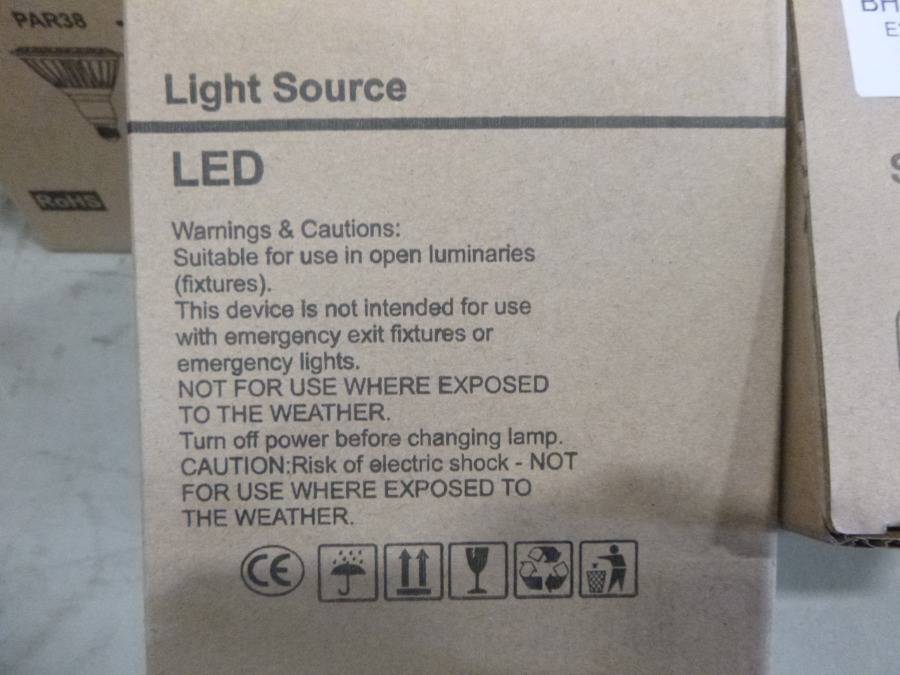 PAR38
RoHS
Light Source
LED
Warnings & Cautions:
Suitable for use in open luminaries
(fixtures).
This device is not intended for use
with emergency exit fixtures or
emergency lights.
NOT FOR USE WHERE EXPOSED
TO THE WEATHER.
Turn off power before changing lamp.
CAUTION:Risk of electric shock - NOT
FOR USE WHERE EXPOSED TO
THE WEATHER.
CE
BH